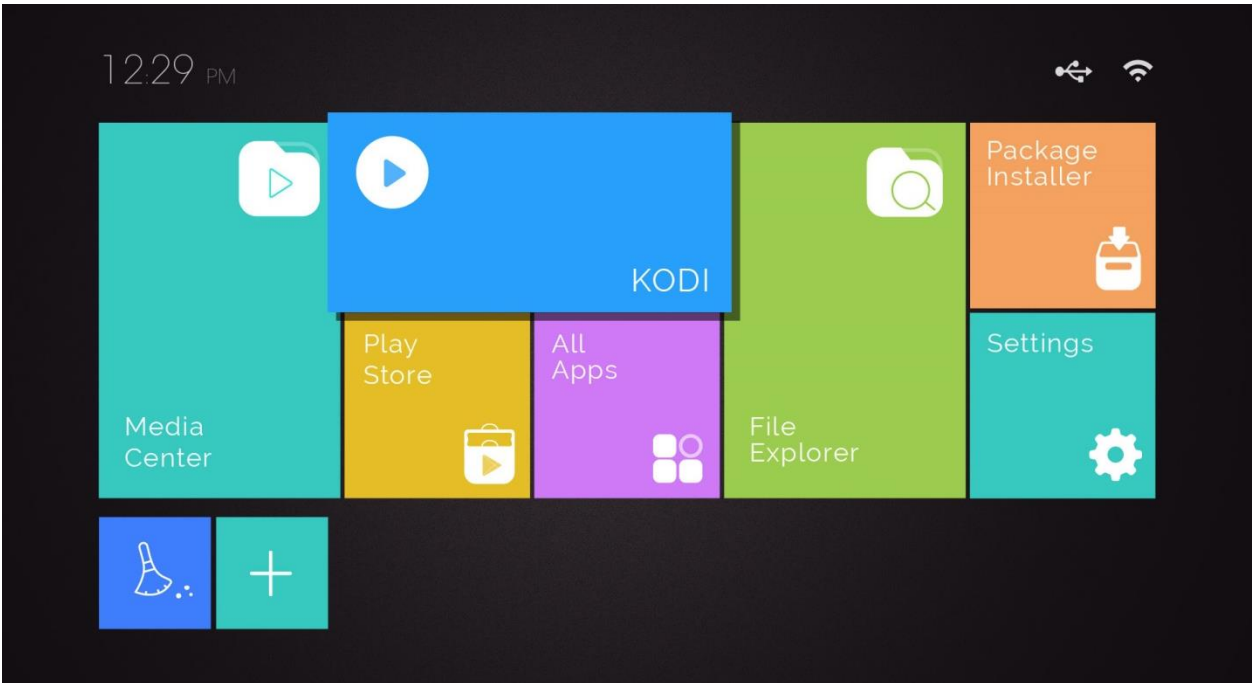 12:29 PM
KODI
Package
Installer
Play
Store
All
Apps
Settings
Media
Center
File
Explorer